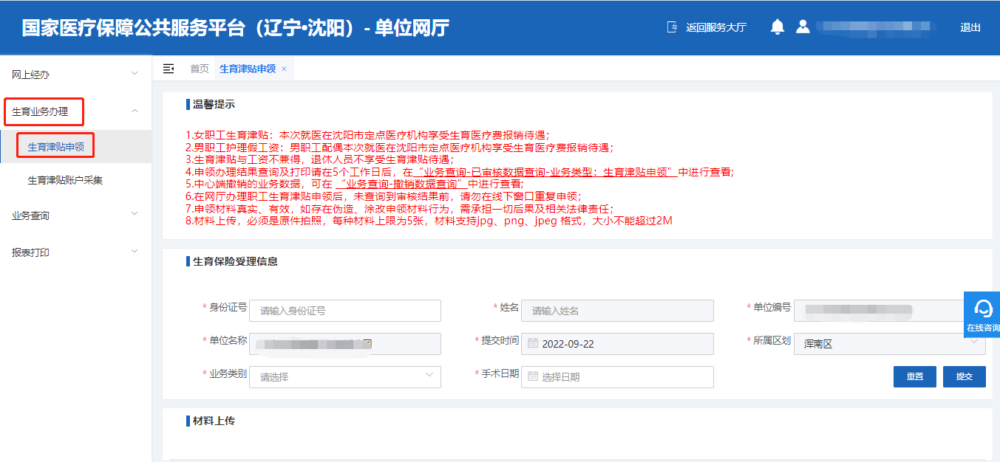 国家医疗保障公共服务平台（辽宁•沈阳）- 单位网厅
返回服务大厅
退出
网上经办
生育业务办理
生育津贴申领
生育津贴账户采集
业务查询
报表打印
首页 生育津贴申领 ×
温馨提示
1.女职工生育津贴：本次就医在沈阳市定点医疗机构享受生育医疗费报销待遇；
2.男职工护理假工资：男职工配偶本次就医在沈阳市定点医疗机构享受生育医疗费报销待遇；
3.生育津贴与工资不兼得，退休人员不享受生育津贴待遇；
4.申领办理结果查询及打印请在5个工作日后，在“业务查询-已审核数据查询-业务类型：生育津贴申领”中进行查看;
5.中心端撤销的业务数据，可在 “业务查询-撤销数据查询”中进行查看;
6.在网厅办理职工生育津贴申领后，未查询到审核结果前，请勿在线下窗口重复申领；
7.申领材料真实、有效，如存在伪造、涂改申领材料行为，需承担一切后果及相关法律责任；
8.材料上传，必须是原件拍照，每种材料上限为5张，材料支持jpg、png、jpeg 格式，大小不能超过2M
生育保险受理信息
* 身份证号 请输入身份证号
* 姓名 请输入姓名
* 单位编号
* 单位名称
* 提交时间 2022-09-22
* 所属区划 浑南区
* 业务类别 请选择
* 手术日期 选择日期
重置 提交
在线咨询
材料上传